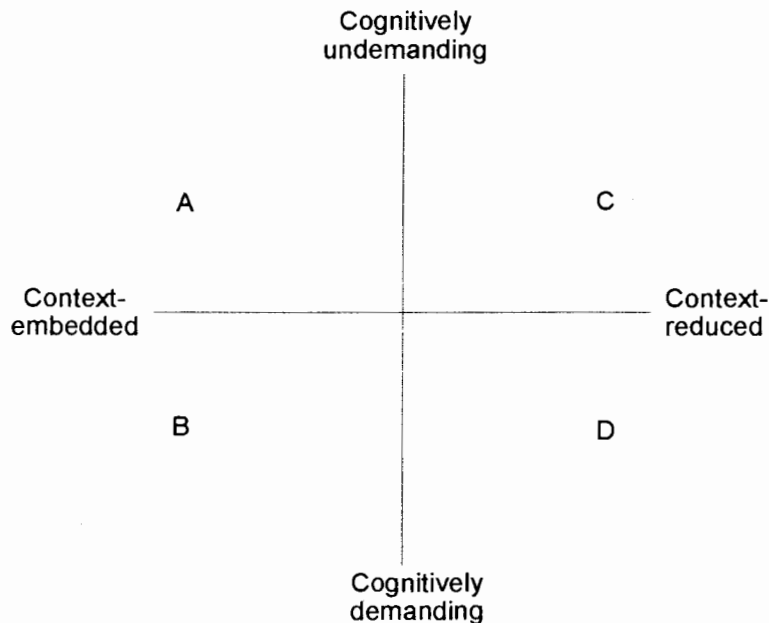 Cognitively
undemanding
A
C
Context-
embedded
Context-
reduced
B
D
Cognitively
demanding